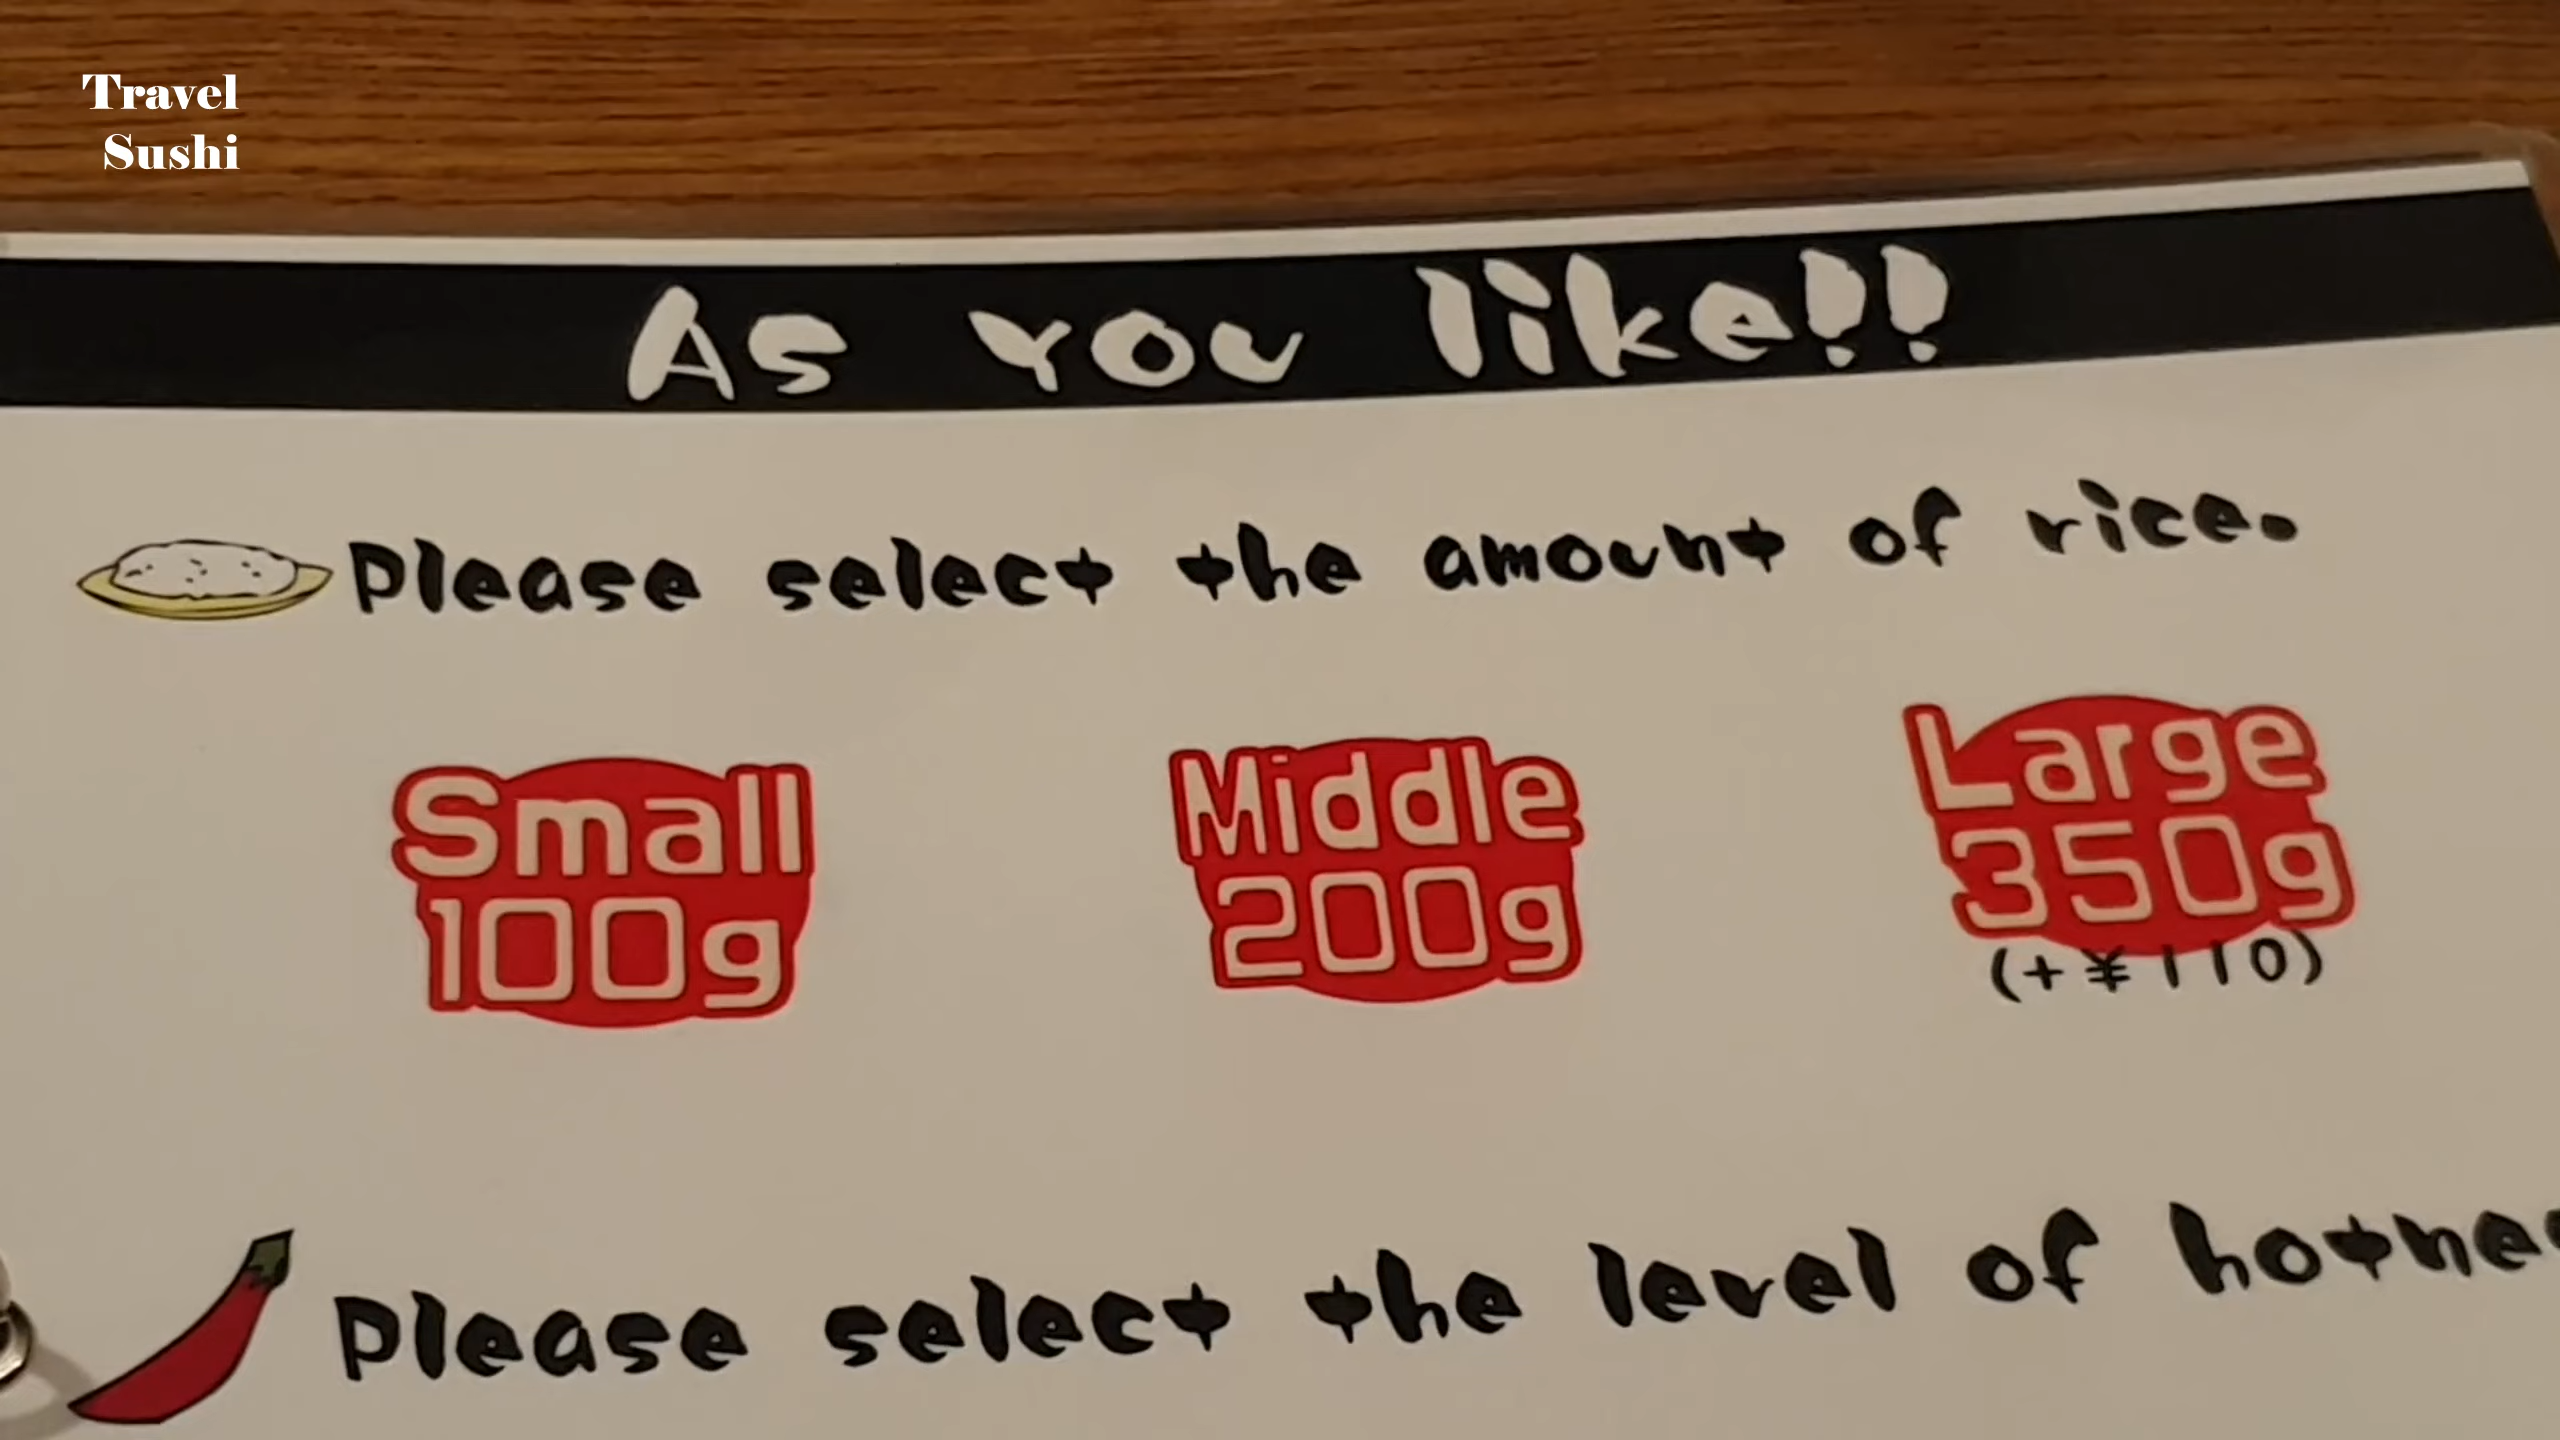 Travel
Sushi
As you like!!
Please select the amount of rice.
Small
100g
Middle
200g
Large
350g
(+¥110)
Please select the level of